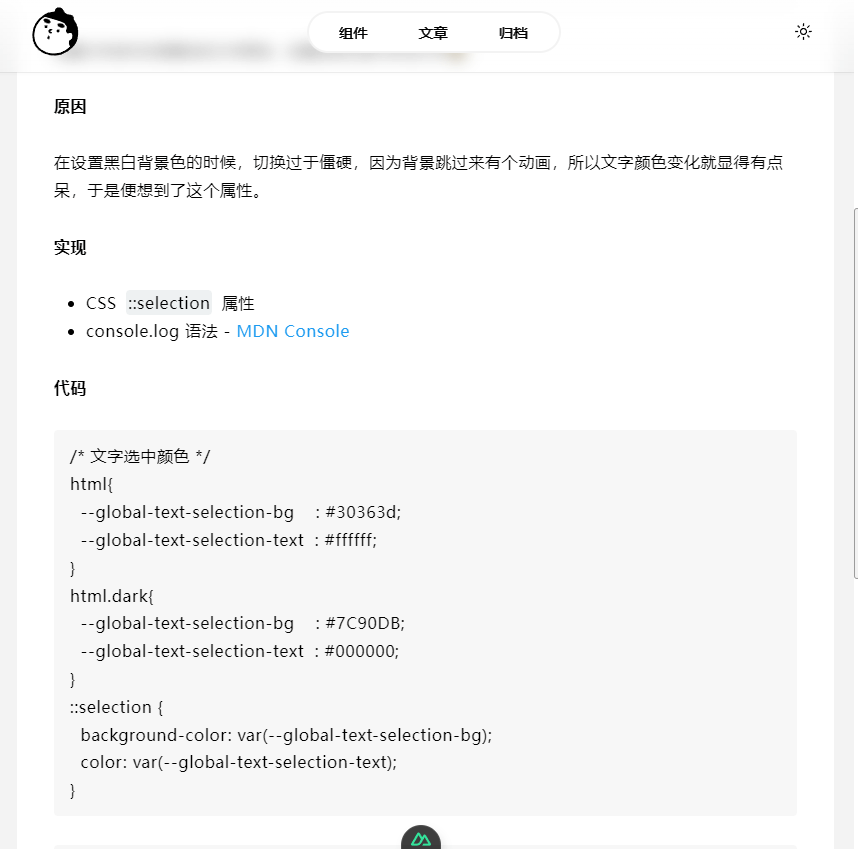 组件 文章 归档
原因
在设置黑白背景色的时候，切换过于僵硬，因为背景跳过来有个动画，所以文字颜色变化就显得有点
呆，于是便想到了这个属性。
实现
• CSS ::selection 属性
• console.log 语法 - MDN Console
代码
/* 文字选中颜色 */
html{
  --global-text-selection-bg    : #30363d;
  --global-text-selection-text  : #ffffff;
}
html.dark{
  --global-text-selection-bg    : #7C90DB;
  --global-text-selection-text  : #000000;
}
::selection {
  background-color: var(--global-text-selection-bg);
  color: var(--global-text-selection-text);
}